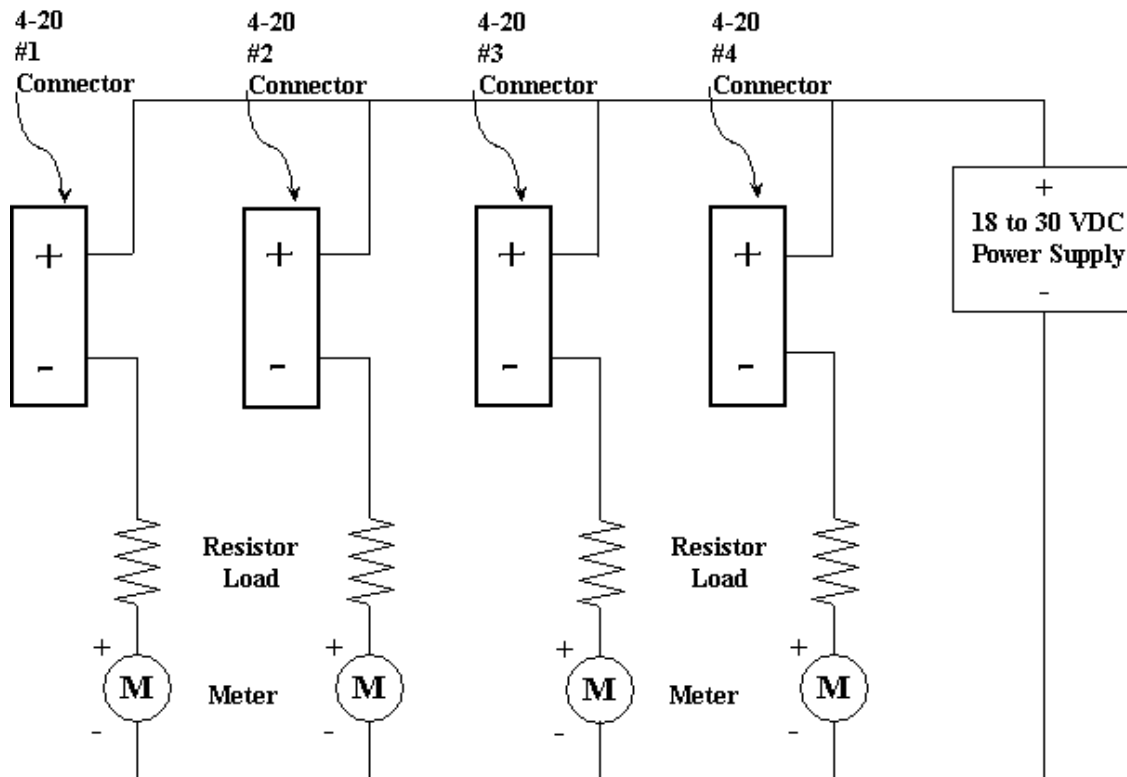 4-20
#1
Connector
4-20
#2
Connector
4-20
#3
Connector
4-20
#4
Connector
+
-
+
-
+
-
+
-
+
18 to 30 VDC
Power Supply
-
Resistor
Load
Resistor
Load
+
M
-
Meter
+
M
-
+
M
-
Meter
+
M
-